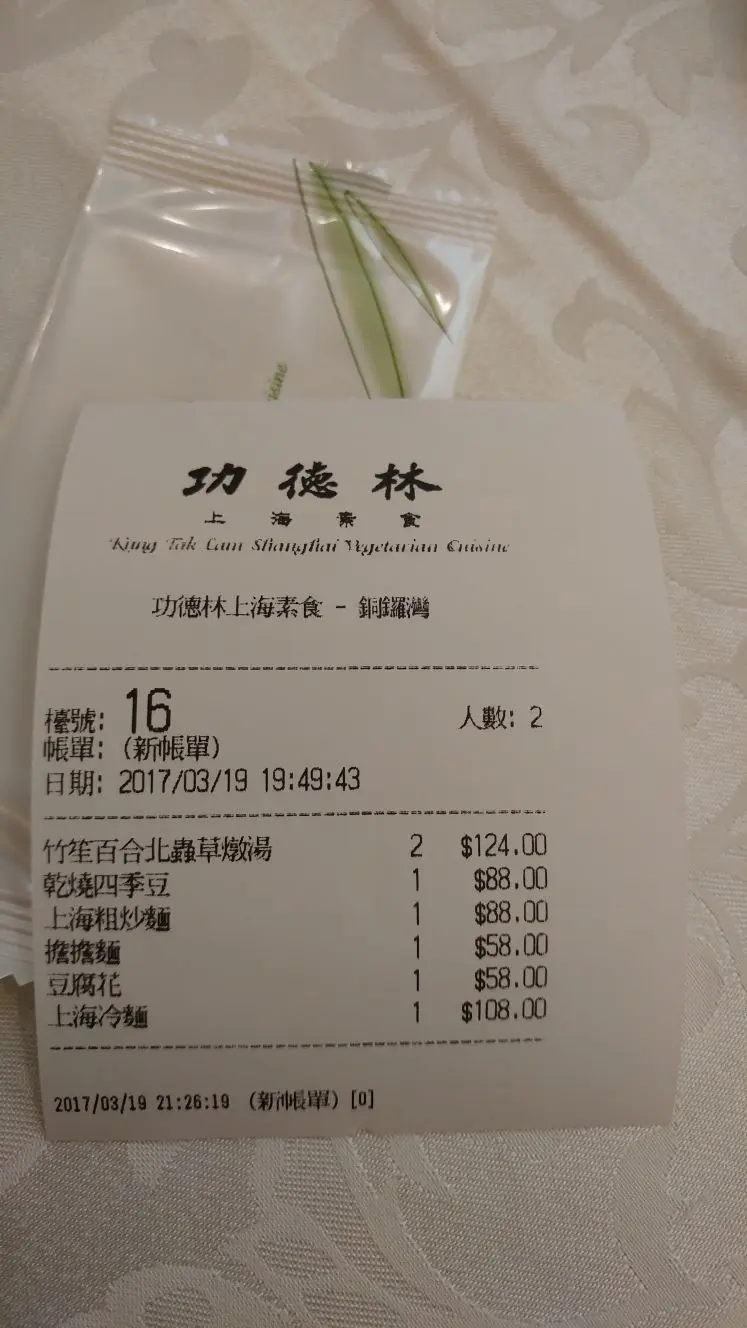 功德林
上海素食
Kung Tak Lam Shanghai Vegetarian Cuisine
功德林上海素食 - 銅鑼灣
檯號: 16 人數: 2
帳單: (新帳單)
日期: 2017/03/19 19:49:43
竹笙百合北蟲草燉湯 2 $124.00
乾燒四季豆 1 $88.00
上海粗炒麵 1 $88.00
擔擔麵 1 $58.00
豆腐花 1 $58.00
上海冷麵 1 $108.00
2017/03/19 21:26:19 (新帳單) [0]